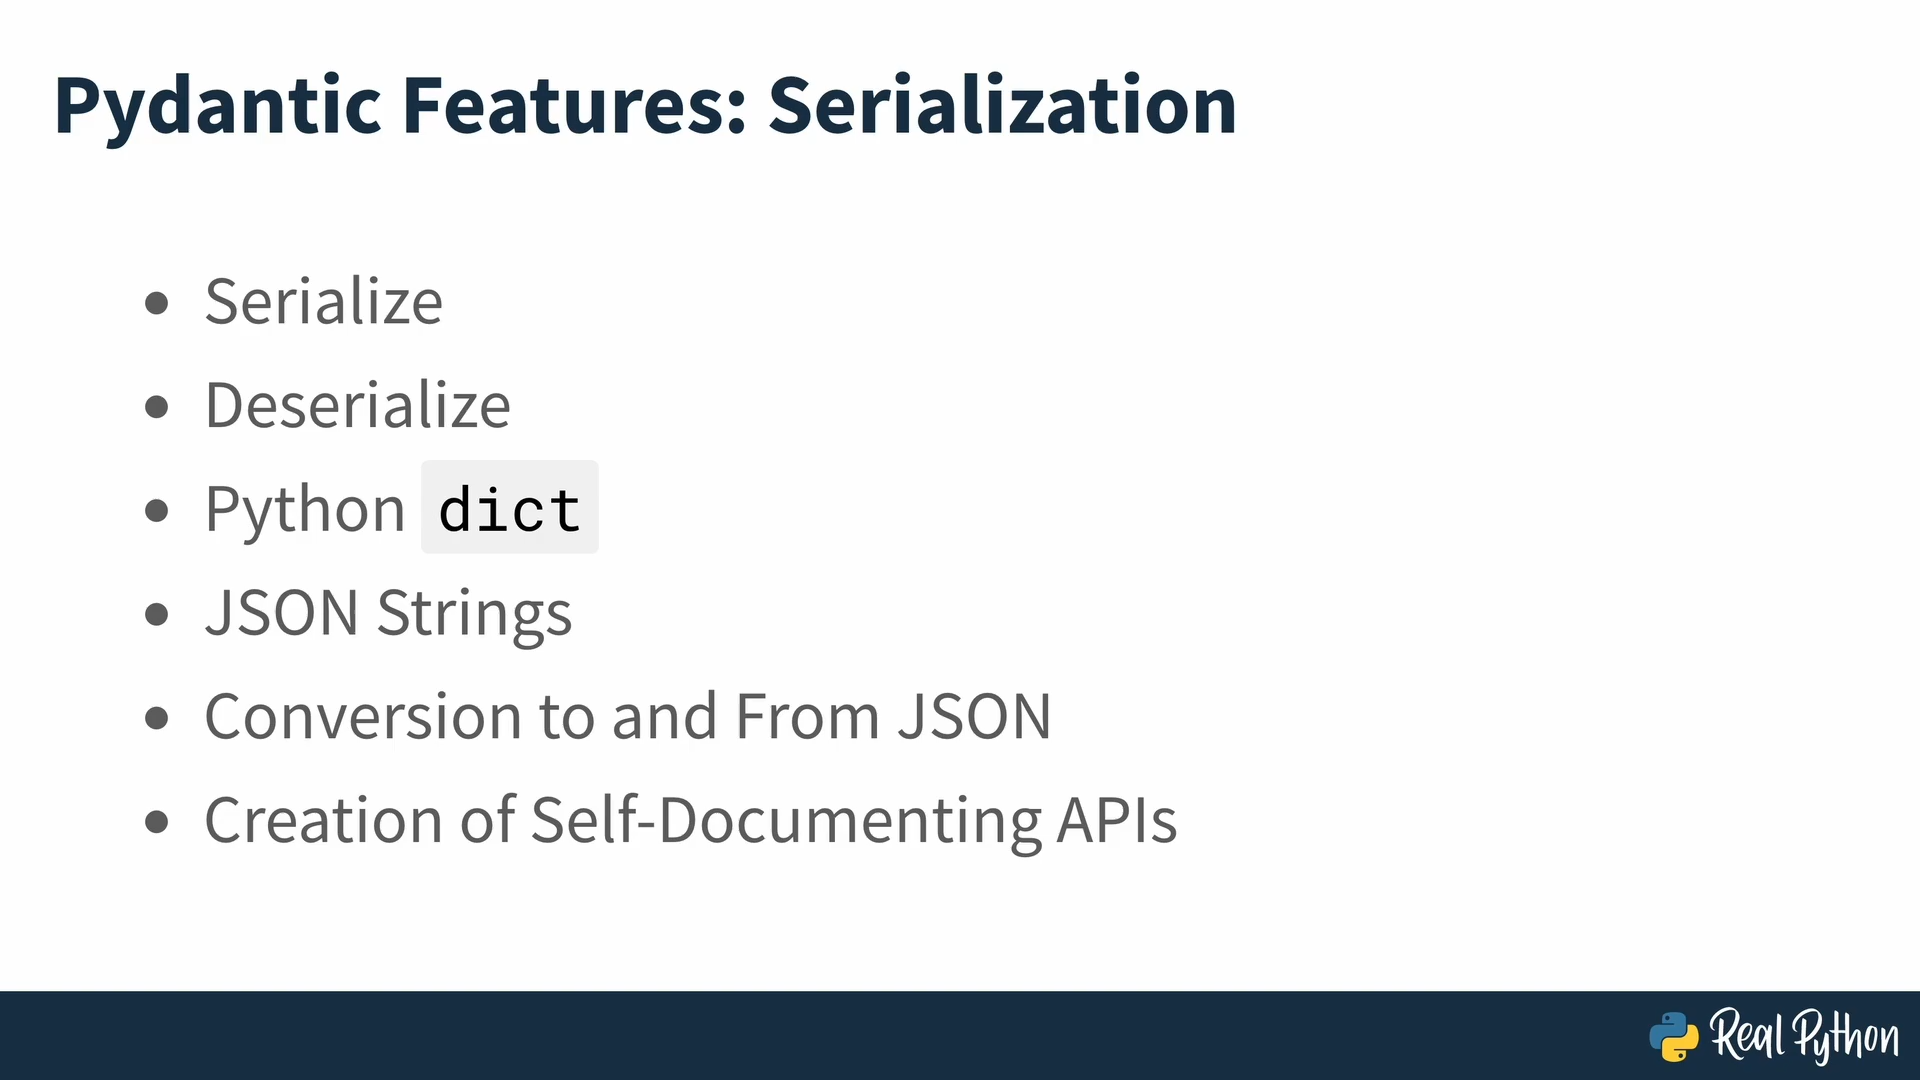 Pydantic Features: Serialization
• Serialize
• Deserialize
• Python dict
• JSON Strings
• Conversion to and From JSON
• Creation of Self-Documenting APIs
Real Python